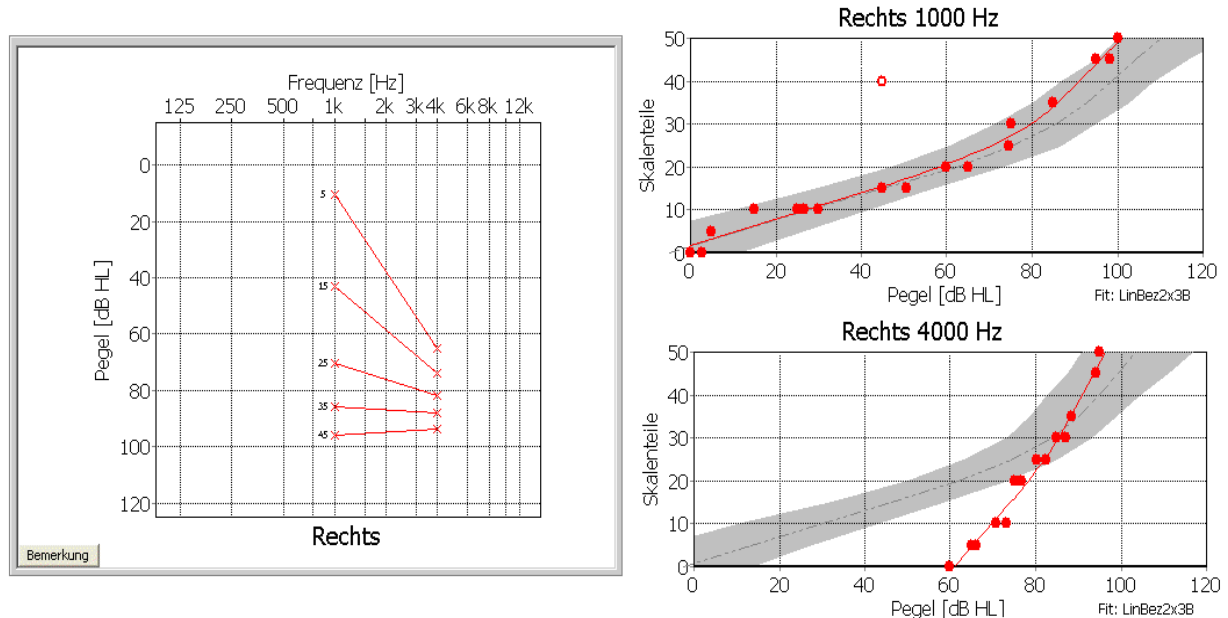 Frequenz [Hz]
125 250 500 1k 2k 3k 4k 6k 8k 12k
Pegel [dB HL]
0
20
40
60
80
100
120
5
15
25
35
45
Rechts
Bemerkung
Rechts 1000 Hz
Skalenteile
50
40
30
20
10
0
0 20 40 60 80 100 120
Pegel [dB HL]
Fit: LinBez2x3B
Rechts 4000 Hz
Skalenteile
50
40
30
20
10
0
0 20 40 60 80 100 120
Pegel [dB HL]
Fit: LinBez2x3B